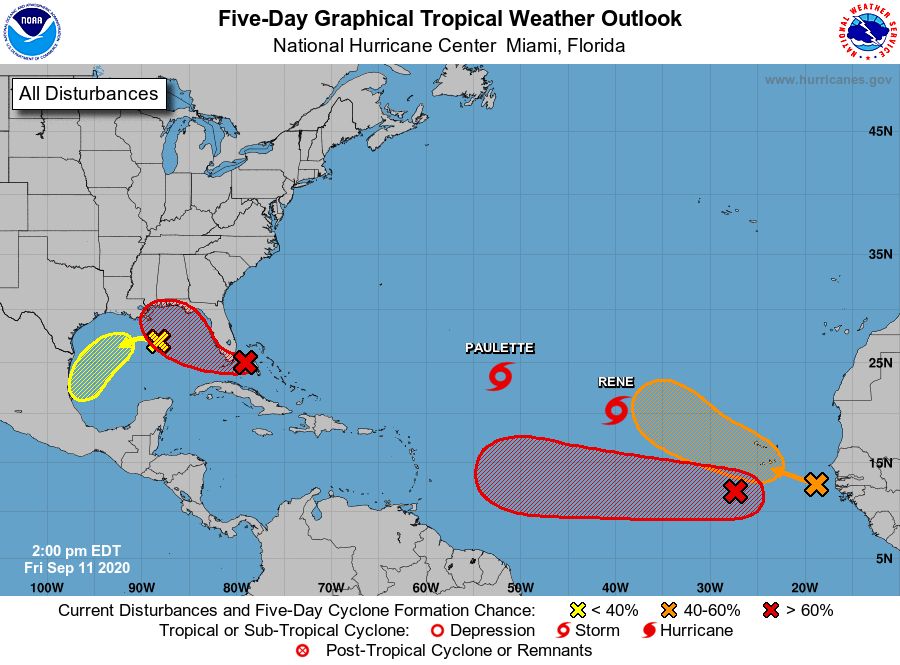 Five-Day Graphical Tropical Weather Outlook
National Hurricane Center Miami, Florida
NOAA
NATIONAL WEATHER SERVICE
All Disturbances
www.hurricanes.gov
45N
35N
PAULETTE
25N
RENE
15N
2:00 pm EDT
5N
Fri Sep 11 2020
100W 90W 80W 70W 60W 50W 40W 30W 20W
Current Disturbances and Five-Day Cyclone Formation Chance: < 40% 40-60% > 60%
Tropical or Sub-Tropical Cyclone: Depression Storm Hurricane
Post-Tropical Cyclone or Remnants